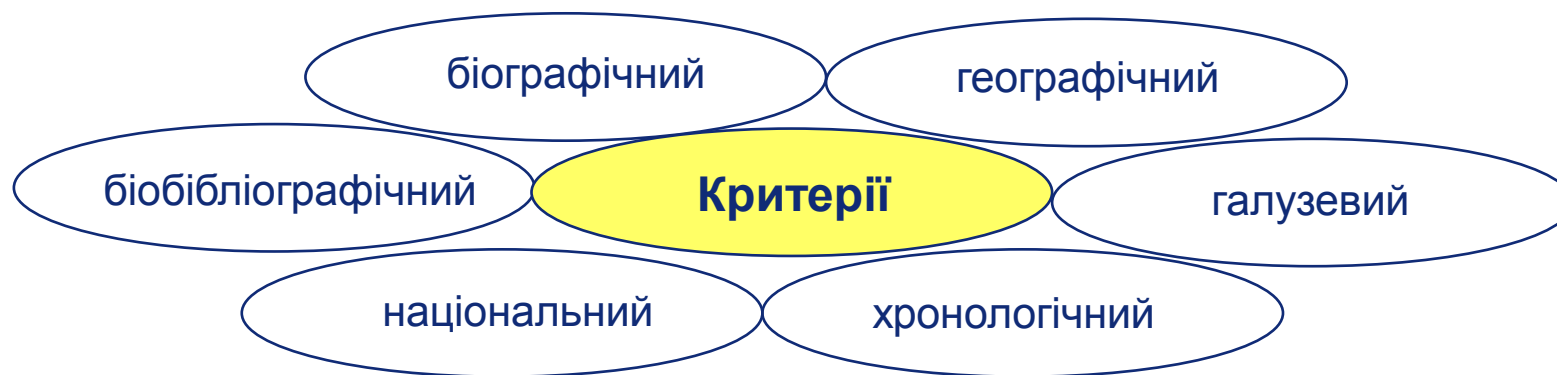 біографічний
географічний
біобібліографічний
Критерії
галузевий
національний
хронологічний